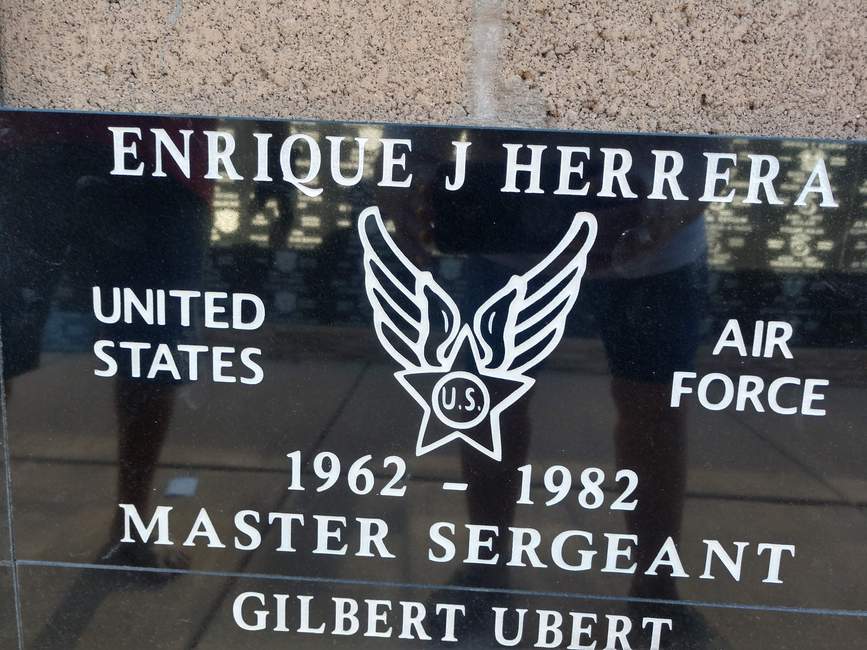 ENRIQUE J HERRERA
UNITED
STATES
U.S.
AIR
FORCE
1962 - 1982
MASTER SERGEANT
GILBERT UBERT